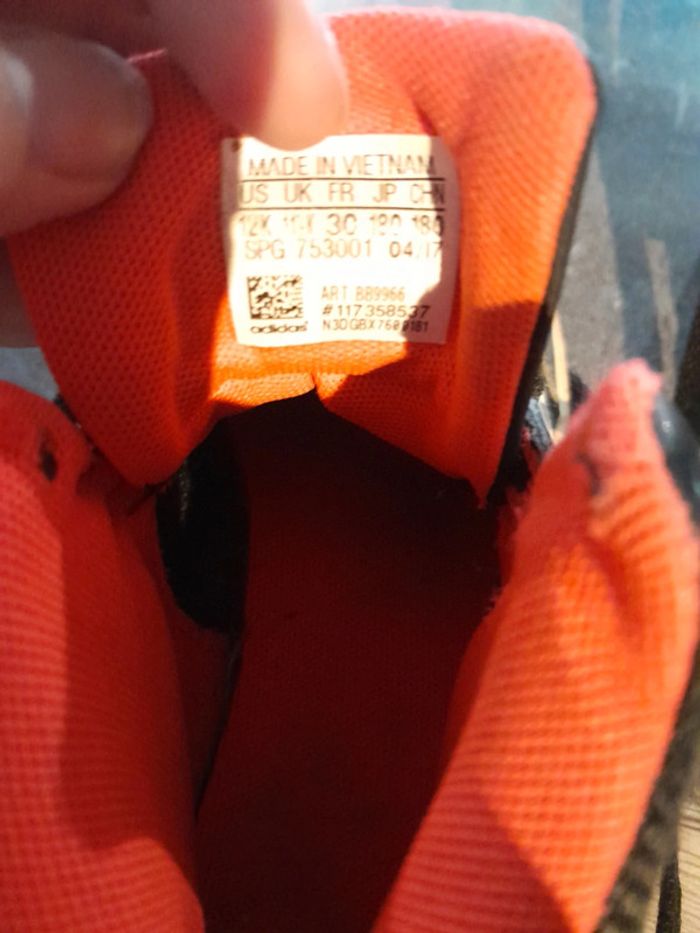 MADE IN VIETNAM
US UK FR JP CHN
12K 30 180 180
SPG 753001 04/17
ART BB9966
#117358537
adidas